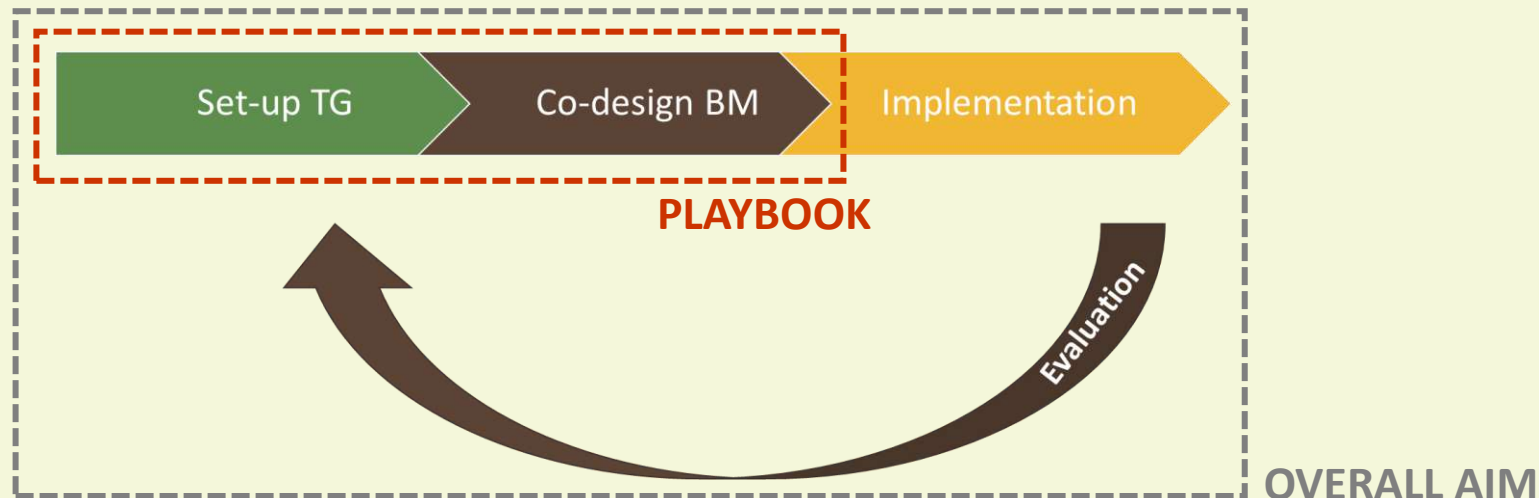 Set-up TG
Co-design BM
Implementation
PLAYBOOK
Evaluation
OVERALL AIM